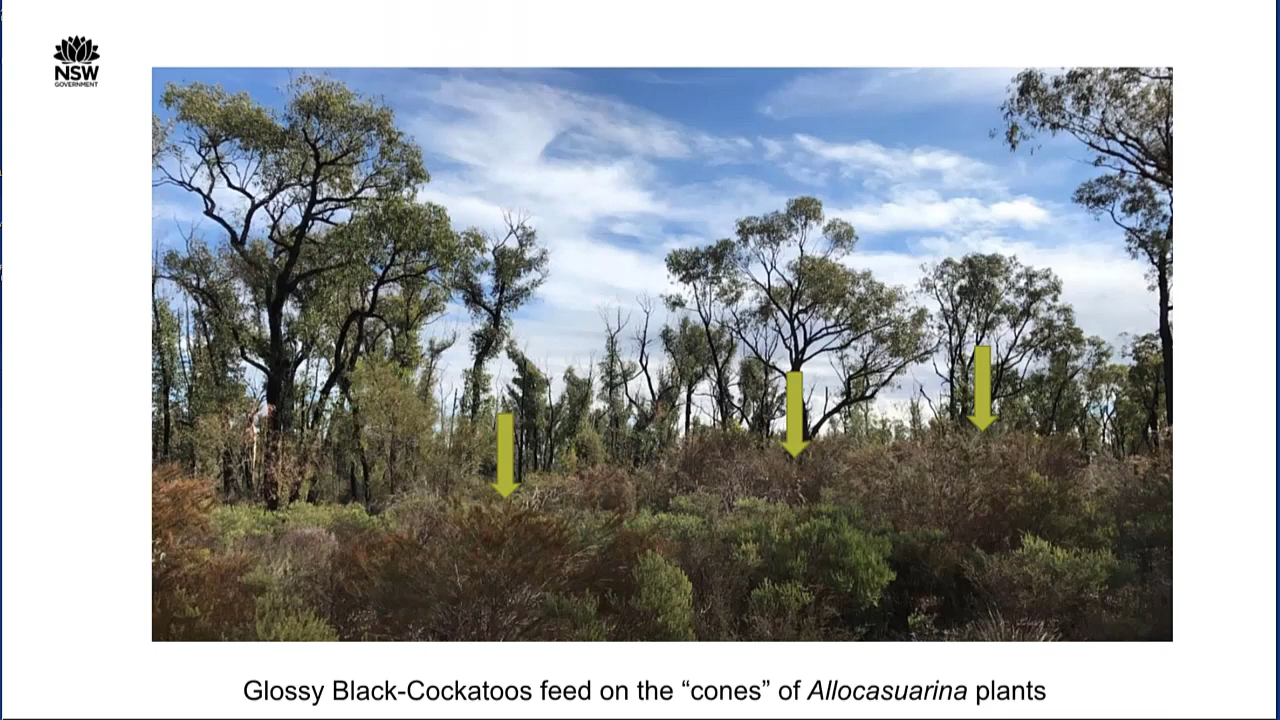 NSW
GOVERNMENT
Glossy Black-Cockatoos feed on the “cones” of Allocasuarina plants